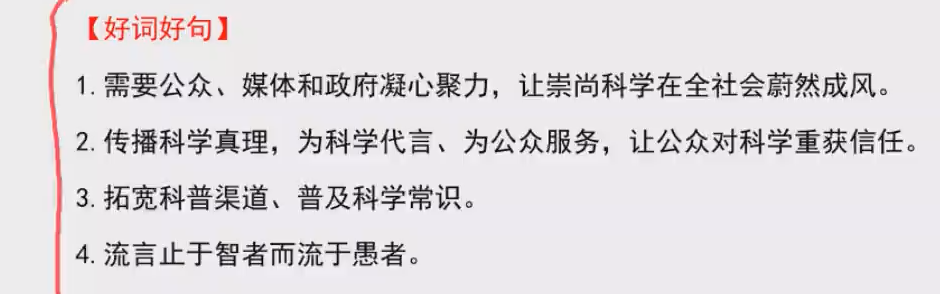 【好词好句】
1. 需要公众、媒体和政府凝心聚力，让崇尚科学在全社会蔚然成风。
2. 传播科学真理，为科学代言、为公众服务，让公众对科学重获信任。
3. 拓宽科普渠道、普及科学常识。
4. 流言止于智者而流于愚者。